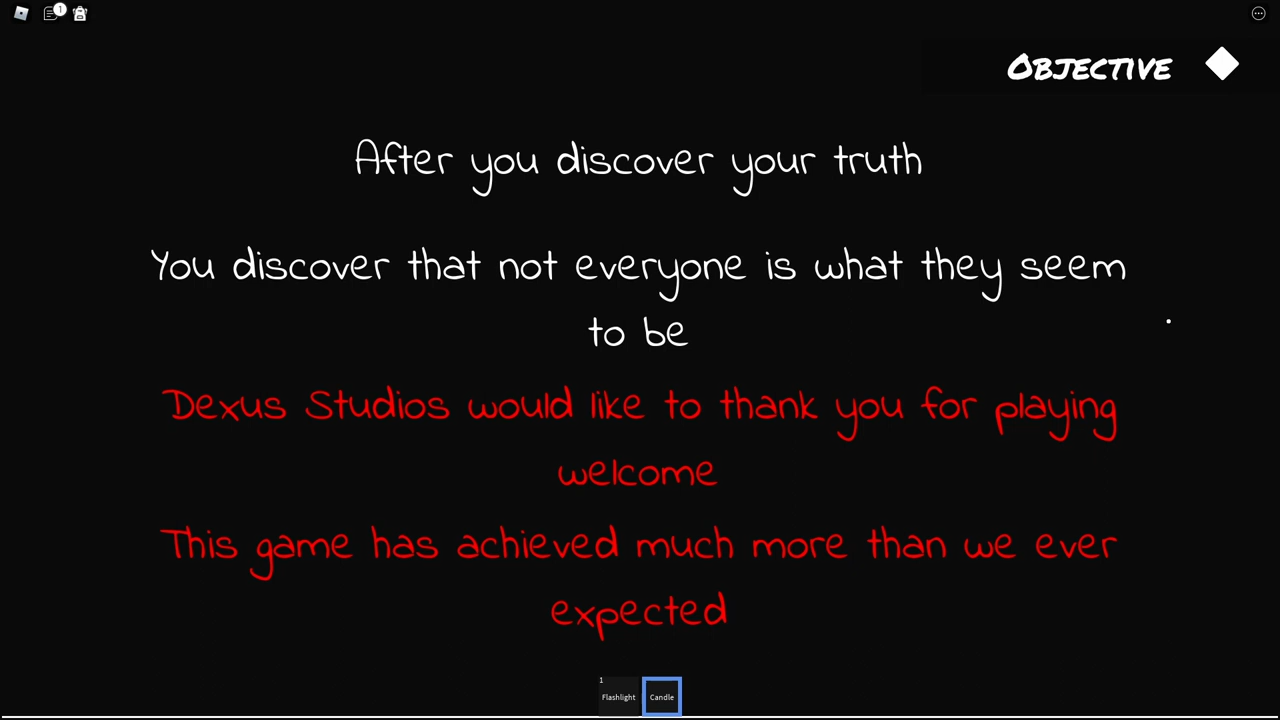 1
OBJECTIVE
After you discover your truth
You discover that not everyone is what they seem
to be
Dexus Studios would like to thank you for playing
welcome
This game has achieved much more than we ever
expected
1
Flashlight
Candle